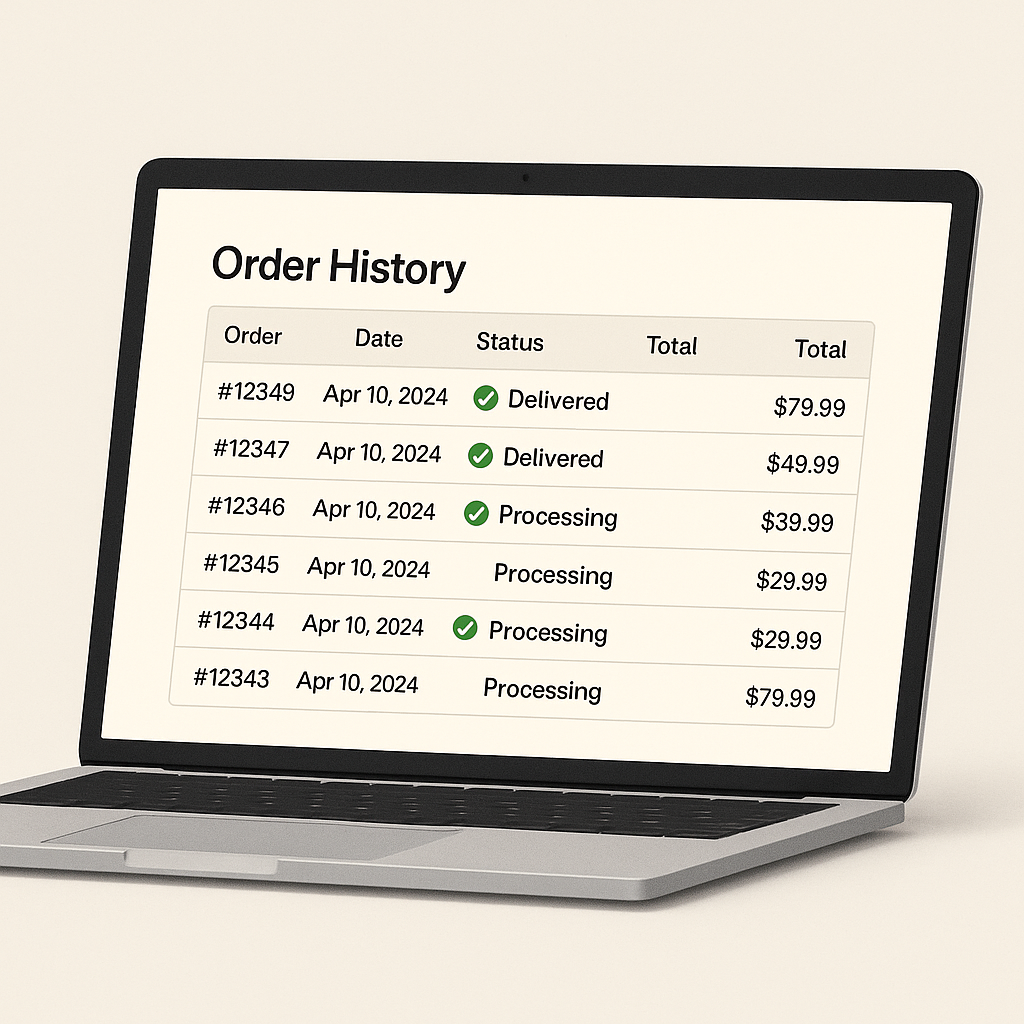 Order History
Order Date Status Total Total
#12349 Apr 10, 2024 Delivered $79.99
#12347 Apr 10, 2024 Delivered $49.99
#12346 Apr 10, 2024 Processing $39.99
#12345 Apr 10, 2024 Processing $29.99
#12344 Apr 10, 2024 Processing $29.99
#12343 Apr 10, 2024 Processing $79.99